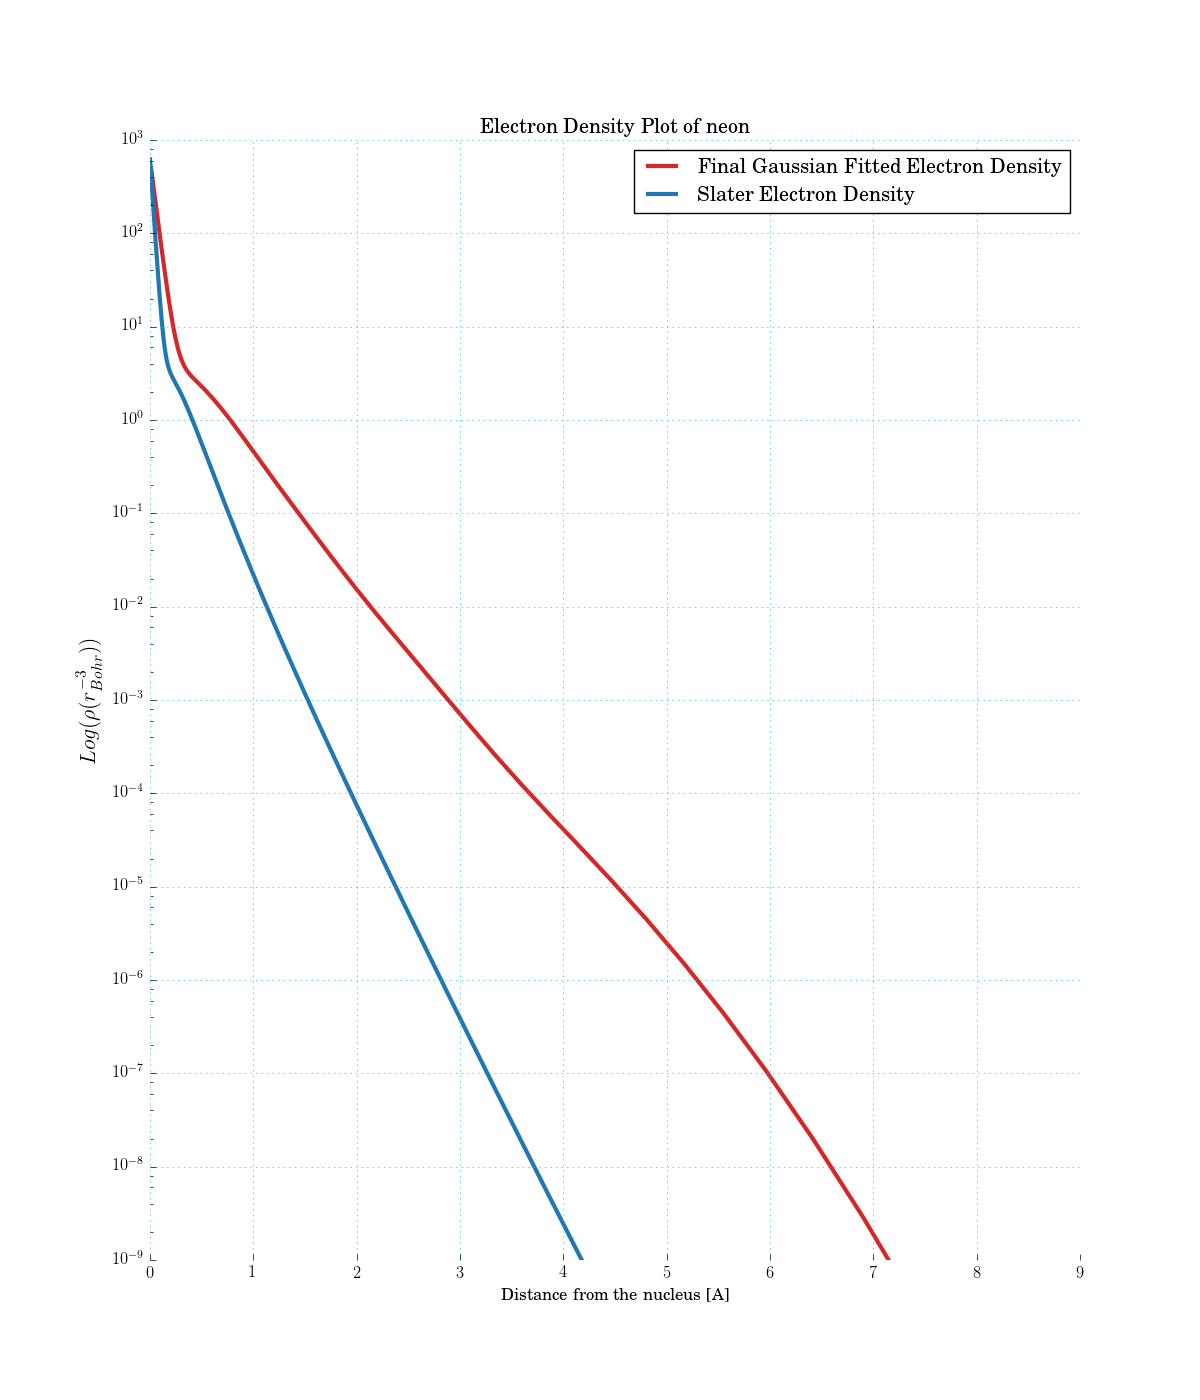 Electron Density Plot of neon
Final Gaussian Fitted Electron Density
Slater Electron Density
10^3
10^2
10^1
10^0
10^−1
10^−2
10^−3
10^−4
10^−5
10^−6
10^−7
10^−8
10^−9
Log(ρ(r_{Bohr}^{−3}))
0 1 2 3 4 5 6 7 8 9
Distance from the nucleus [A]